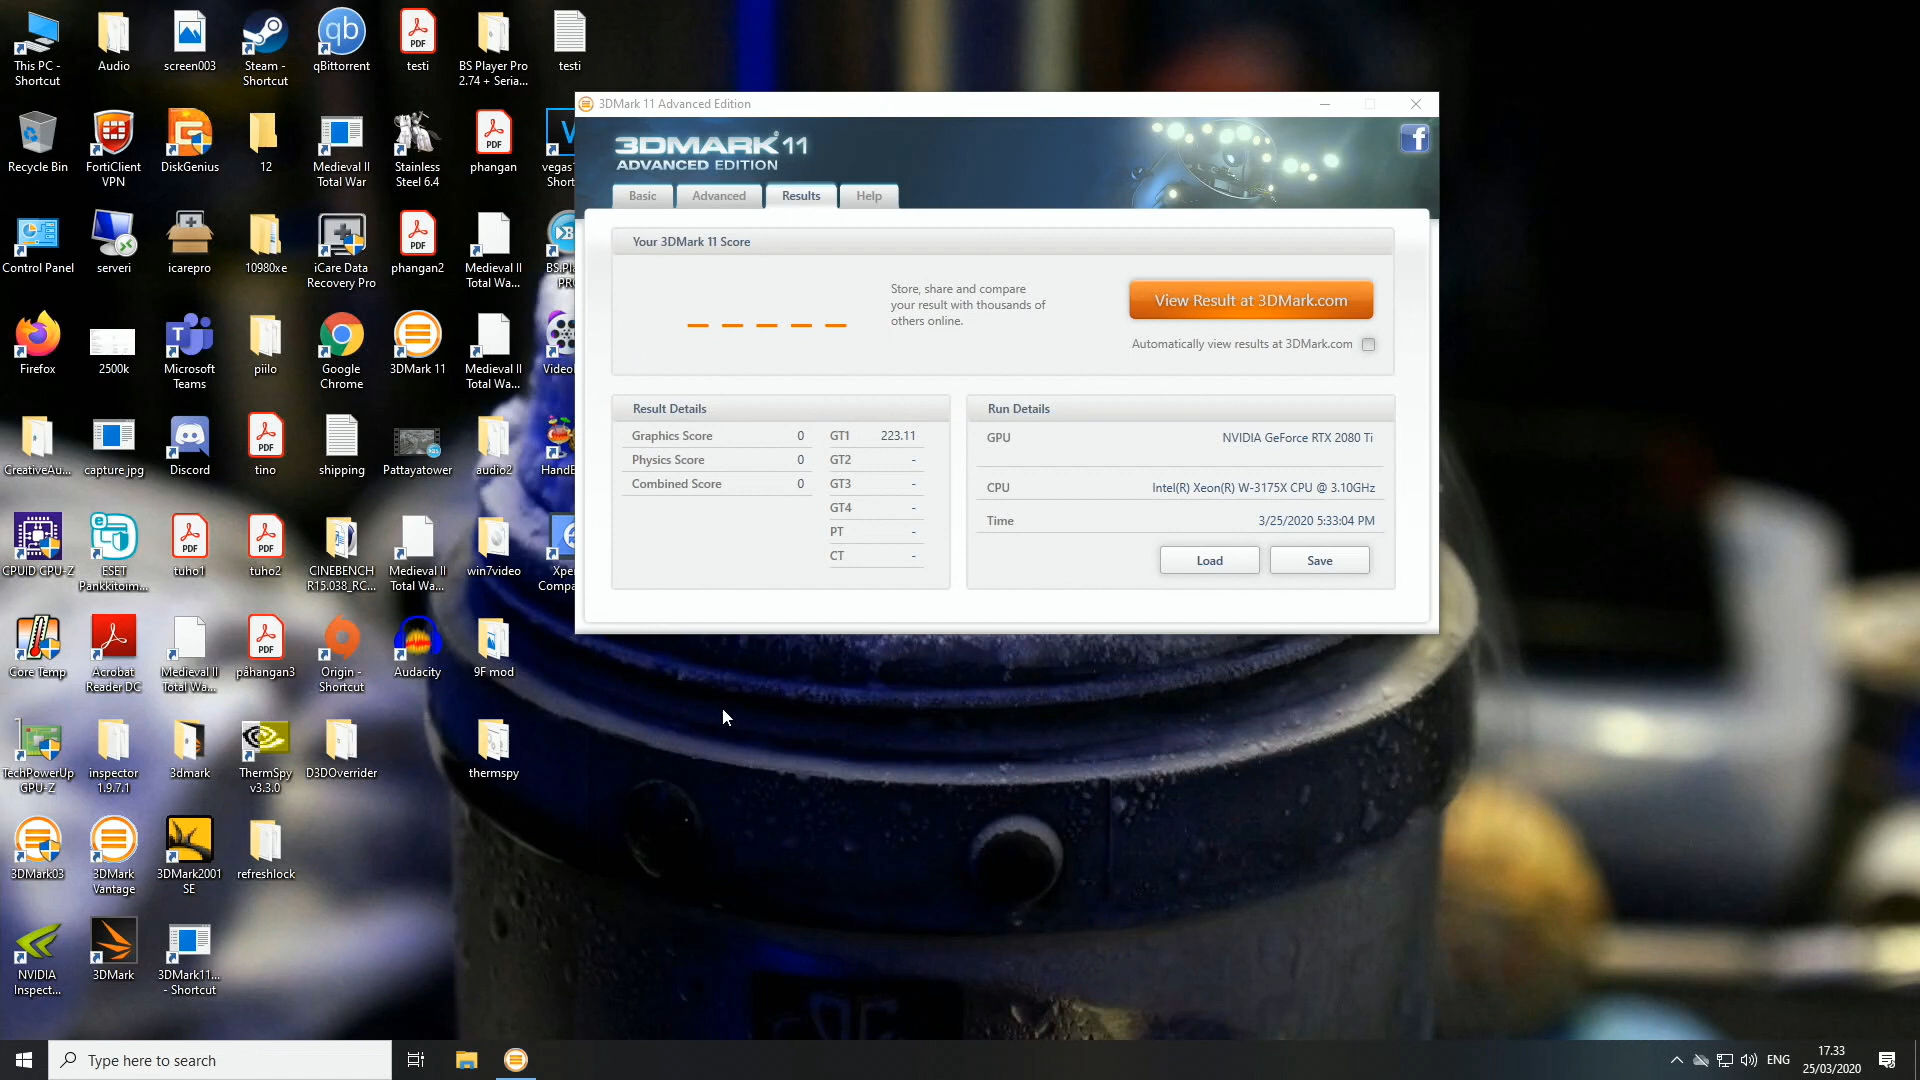 This PC -
Shortcut
Audio
screen003
Steam -
Shortcut
qBittorrent
testi
BS Player Pro
2.74 + Seria...
testi
Recycle Bin
FortiClient
VPN
DiskGenius
12
Medieval II
Total War
Stainless
Steel 6.4
phangan
Control Panel
serveri
icarepro
10980xe
iCare Data
Recovery Pro
phangan2
Medieval II
Total Wa...
Firefox
2500k
Microsoft
Teams
piilo
Google
Chrome
3DMark 11
Medieval II
Total Wa...
CreativeAu...
capture jpg
Discord
tino
shipping
Pattayatower
audio2
CPUID CPU-Z
ESET
Pankkitoim...
tuho1
tuho2
CINEBENCH
R15.038_RC...
Medieval II
Total Wa...
win7video
Core Temp
Acrobat
Reader DC
Medieval II
Total Wa...
påhangan3
Origin -
Shortcut
Audacity
9F mod
TechPowerUp
GPU-Z
inspector
1.9.7.1
3dmark
ThermSpy
v3.3.0
D3DOverrider
thermspy
3DMark03
3DMark
Vantage
3DMark2001
SE
refreshlock
NVIDIA
Inspect...
3DMark
3DMark11...
- Shortcut
3DMark 11 Advanced Edition
3DMARK 11
ADVANCED EDITION
Basic
Advanced
Results
Help
Your 3DMark 11 Score
Store, share and compare
your result with thousands of
others online.
View Result at 3DMark.com
Automatically view results at 3DMark.com
Result Details
Graphics Score 0
Physics Score 0
Combined Score 0
GT1 223.11
GT2 -
GT3 -
GT4 -
PT -
CT -
Run Details
GPU NVIDIA GeForce RTX 2080 Ti
CPU Intel(R) Xeon(R) W-3175X CPU @ 3.10GHz
Time 3/25/2020 5:33:04 PM
Load
Save
Type here to search
ENG
17.33
25/03/2020